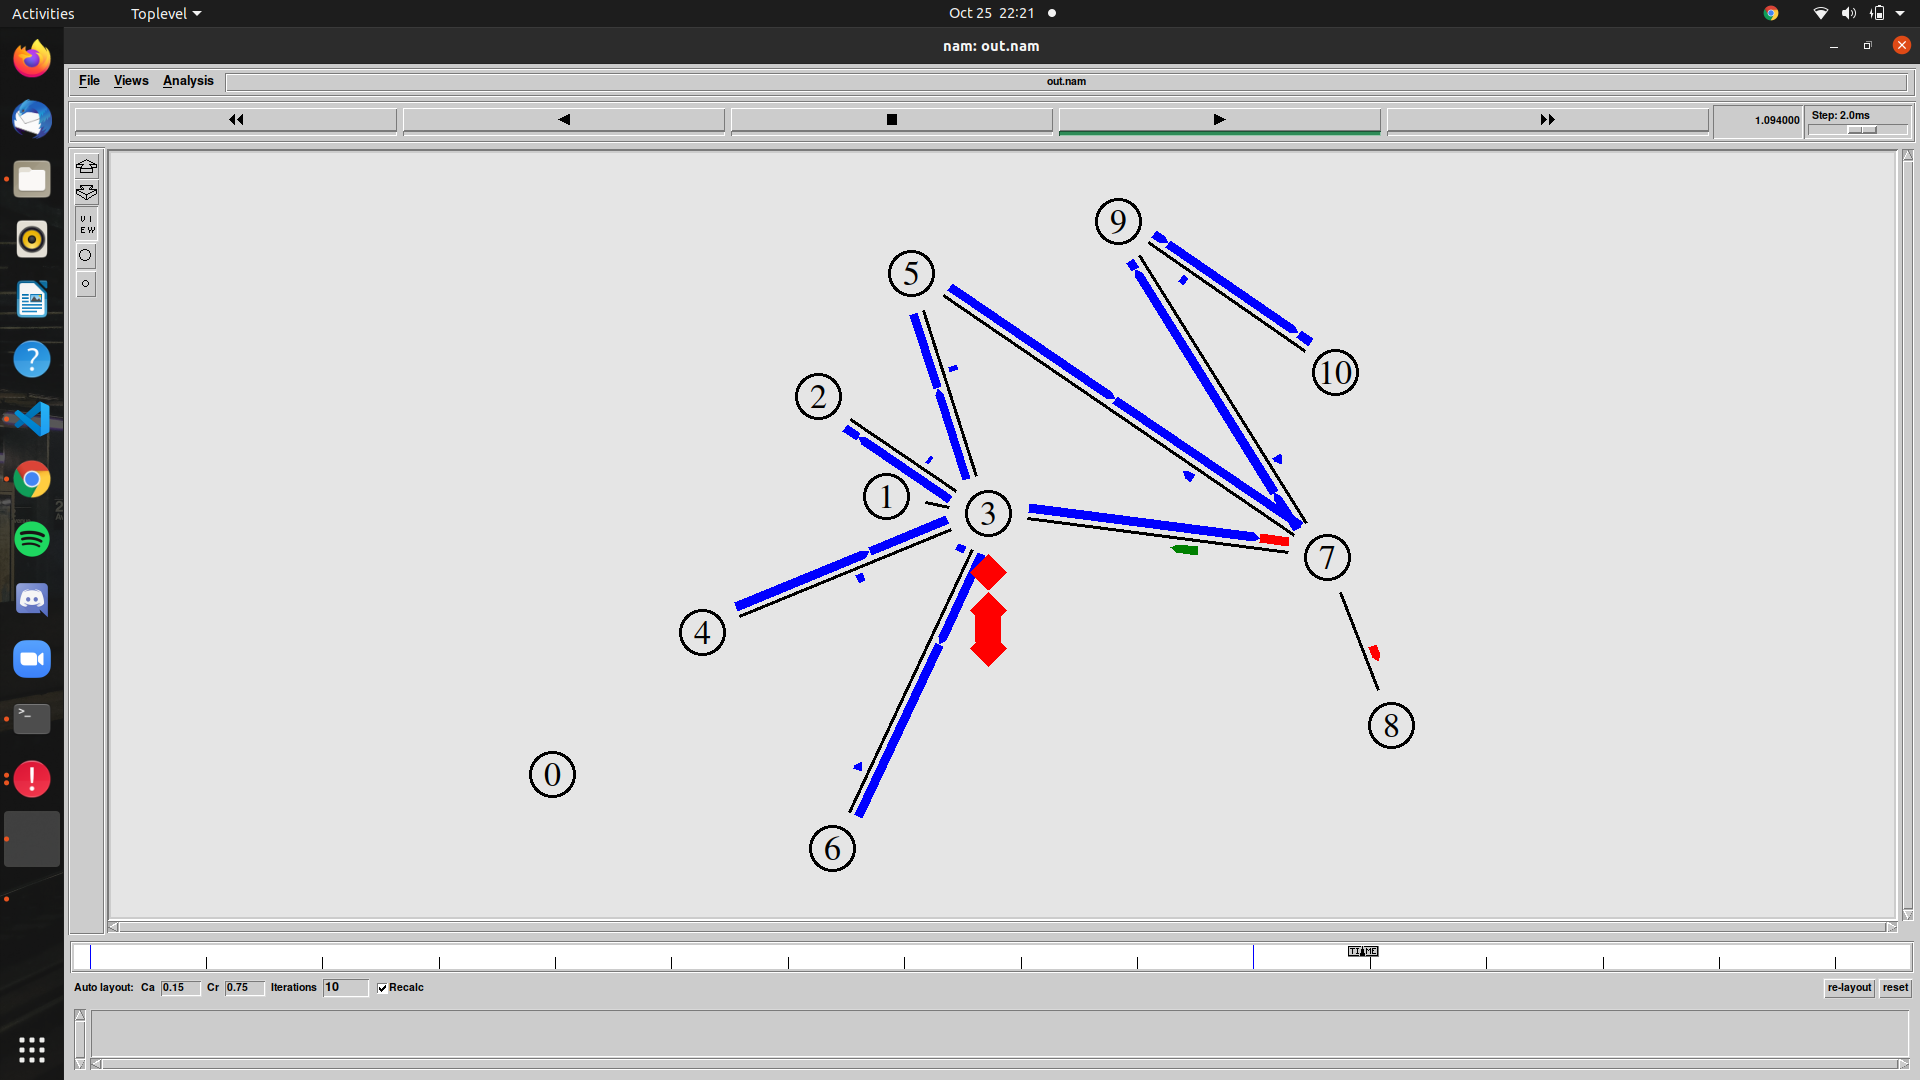 Activities
Toplevel
Oct 25 22:21
nam: out.nam
File Views Analysis
out.nam
1.094000
Step: 2.0ms
VI
EW
9
5
10
2
1
3
7
4
8
0
6
TIME
Auto layout: Ca 0.15 Cr 0.75 Iterations 10 Recalc
re-layout reset